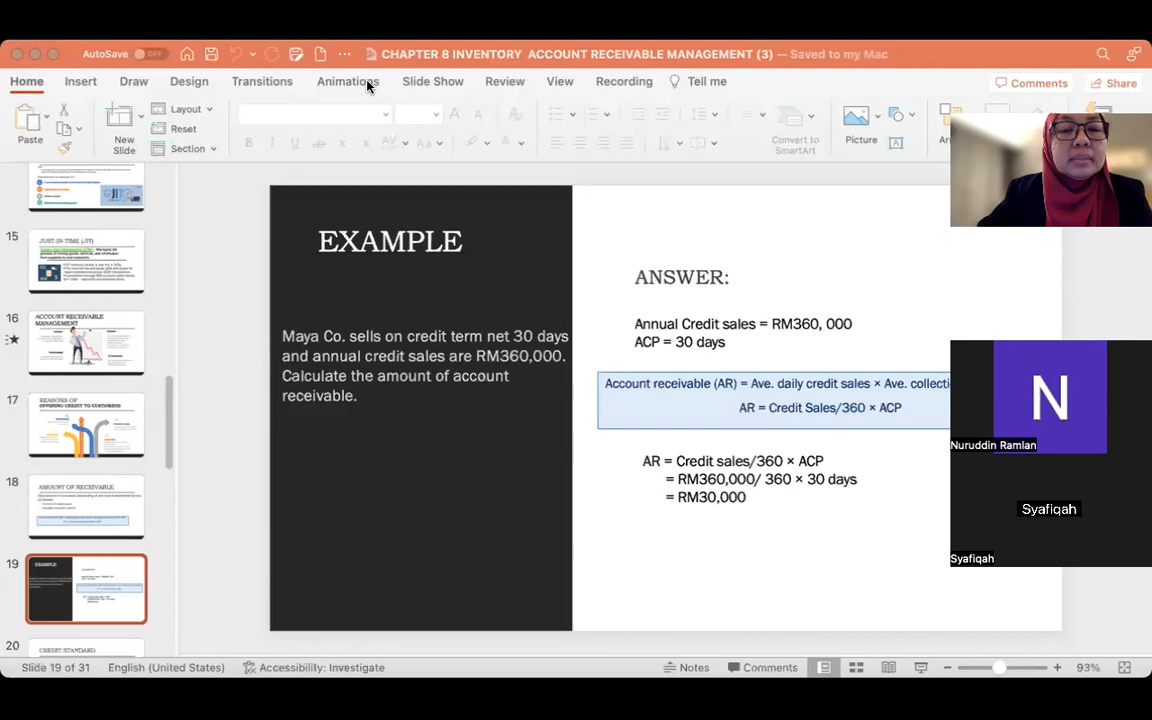 AutoSave OFF
CHAPTER 8 INVENTORY ACCOUNT RECEIVABLE MANAGEMENT (3) — Saved to my Mac
Home Insert Draw Design Transitions Animations Slide Show Review View Recording Tell me
Comments Share
Paste
New
Slide
Layout
Reset
Section
Convert to
SmartArt
Picture
15
JUST-IN-TIME (JIT)
16
ACCOUNT RECEIVABLE
MANAGEMENT
17
REASONS OF
OFFERING CREDIT TO CUSTOMERS
18
AMOUNT OF RECEIVABLE
19
EXAMPLE
20
CREDIT STANDARD
EXAMPLE
Maya Co. sells on credit term net 30 days
and annual credit sales are RM360,000.
Calculate the amount of account
receivable.
ANSWER:
Annual Credit sales = RM360, 000
ACP = 30 days
Account receivable (AR) = Ave. daily credit sales × Ave. collecti
AR = Credit Sales/360 × ACP
AR = Credit sales/360 × ACP
= RM360,000/ 360 × 30 days
= RM30,000
N
Nuruddin Ramlan
Syafiqah
Syafiqah
Slide 19 of 31 English (United States) Accessibility: Investigate Notes Comments 93%